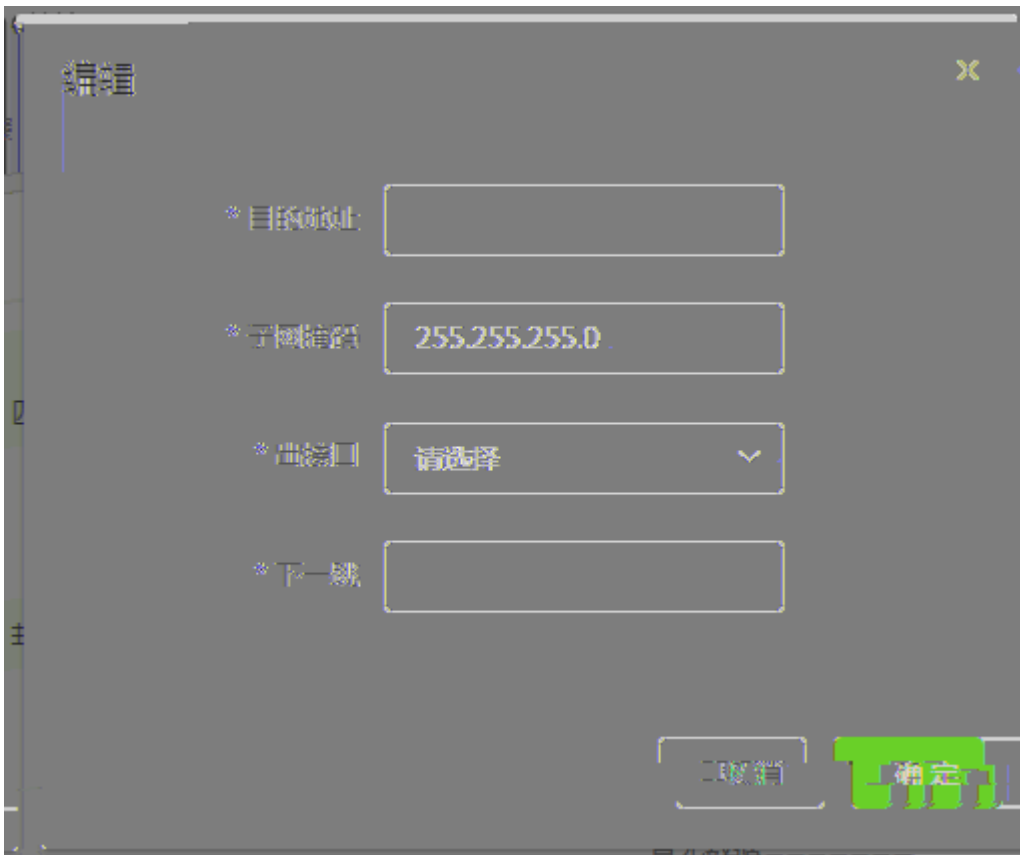 编辑
* 目的地址
* 子网掩码 255.255.255.0
* 出接口 请选择
* 下一跳
取消 确定